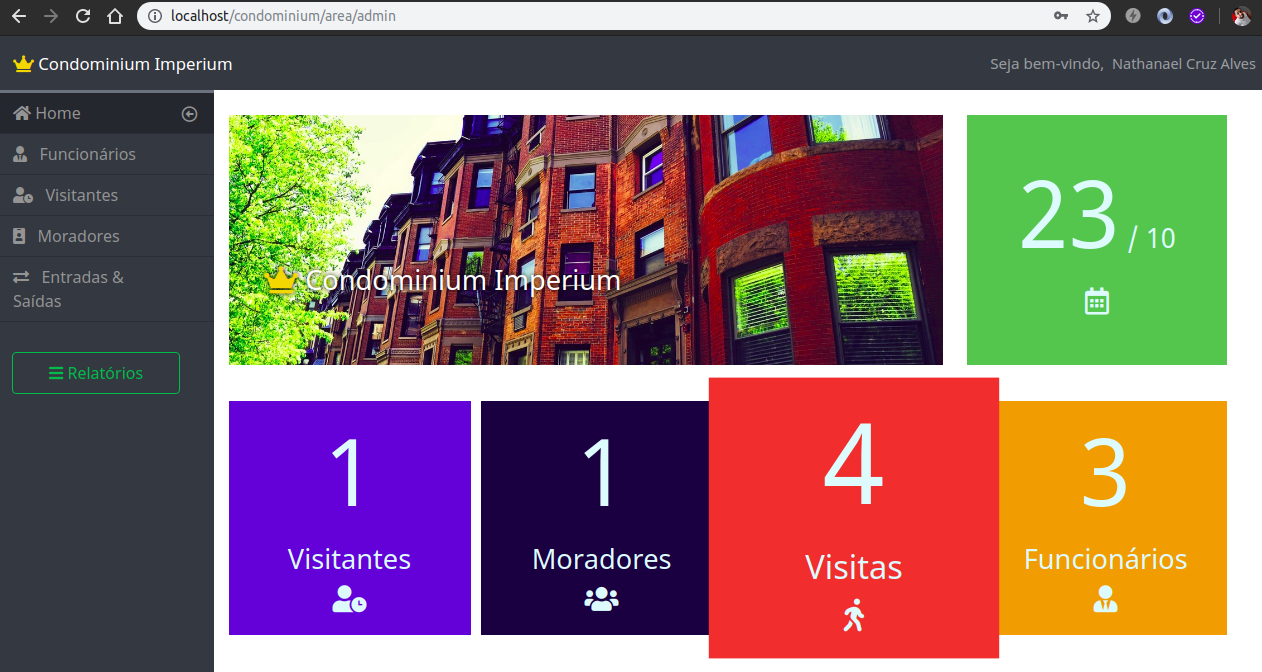 localhost/condominium/area/admin
Condominium Imperium
Seja bem-vindo, Nathanael Cruz Alves
Home
Funcionários
Visitantes
Moradores
Entradas &
Saídas
Relatórios
Condominium Imperium
23 / 10
1
Visitantes
1
Moradores
4
Visitas
3
Funcionários